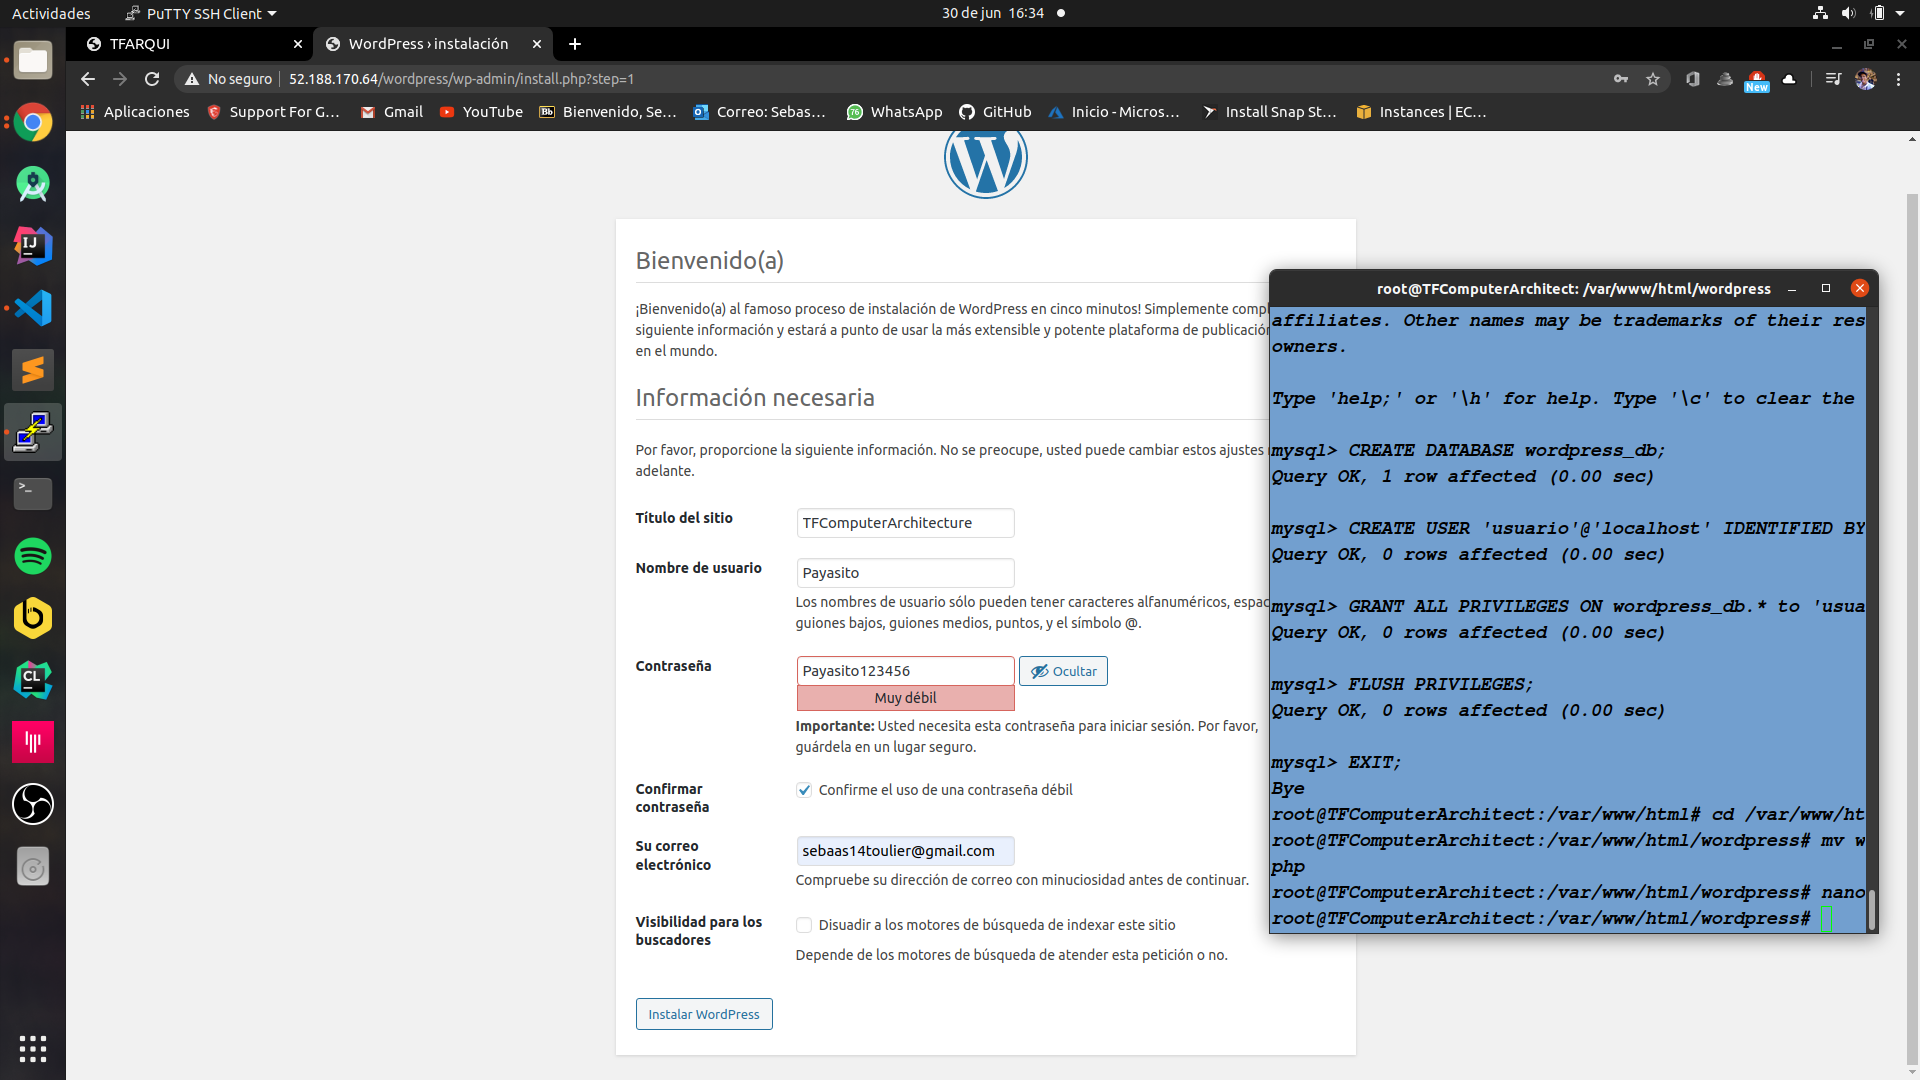 Actividades
PuTTY SSH Client
30 de jun 16:34
TFARQUI
WordPress › instalación
No seguro
52.188.170.64/wordpress/wp-admin/install.php?step=1
New
Aplicaciones
Support For G...
Gmail
YouTube
Bb
Bienvenido, Se...
Correo: Sebas...
76
WhatsApp
GitHub
Inicio - Micros...
Install Snap St...
Instances | EC...
Bienvenido(a)
¡Bienvenido(a) al famoso proceso de instalación de WordPress en cinco minutos! Simplemente compl
siguiente información y estará a punto de usar la más extensible y potente plataforma de publicación
en el mundo.
Información necesaria
Por favor, proporcione la siguiente información. No se preocupe, usted puede cambiar estos ajustes
adelante.
Título del sitio
TFComputerArchitecture
Nombre de usuario
Payasito
Los nombres de usuario sólo pueden tener caracteres alfanuméricos, espac
guiones bajos, guiones medios, puntos, y el símbolo @.
Contraseña
Payasito123456
Ocultar
Muy débil
Importante: Usted necesita esta contraseña para iniciar sesión. Por favor,
guárdela en un lugar seguro.
Confirmar
contraseña
Confirme el uso de una contraseña débil
Su correo
electrónico
sebaas14toulier@gmail.com
Compruebe su dirección de correo con minuciosidad antes de continuar.
Visibilidad para los
buscadores
Disuadir a los motores de búsqueda de indexar este sitio
Depende de los motores de búsqueda de atender esta petición o no.
Instalar WordPress
root@TFComputerArchitect: /var/www/html/wordpress
affiliates. Other names may be trademarks of their res
owners.
Type 'help;' or '\h' for help. Type '\c' to clear the
mysql> CREATE DATABASE wordpress_db;
Query OK, 1 row affected (0.00 sec)
mysql> CREATE USER 'usuario'@'localhost' IDENTIFIED BY
Query OK, 0 rows affected (0.00 sec)
mysql> GRANT ALL PRIVILEGES ON wordpress_db.* to 'usua
Query OK, 0 rows affected (0.00 sec)
mysql> FLUSH PRIVILEGES;
Query OK, 0 rows affected (0.00 sec)
mysql> EXIT;
Bye
root@TFComputerArchitect:/var/www/html# cd /var/www/ht
root@TFComputerArchitect:/var/www/html/wordpress# mv w
php
root@TFComputerArchitect:/var/www/html/wordpress# nano
root@TFComputerArchitect:/var/www/html/wordpress#
IJ
CL